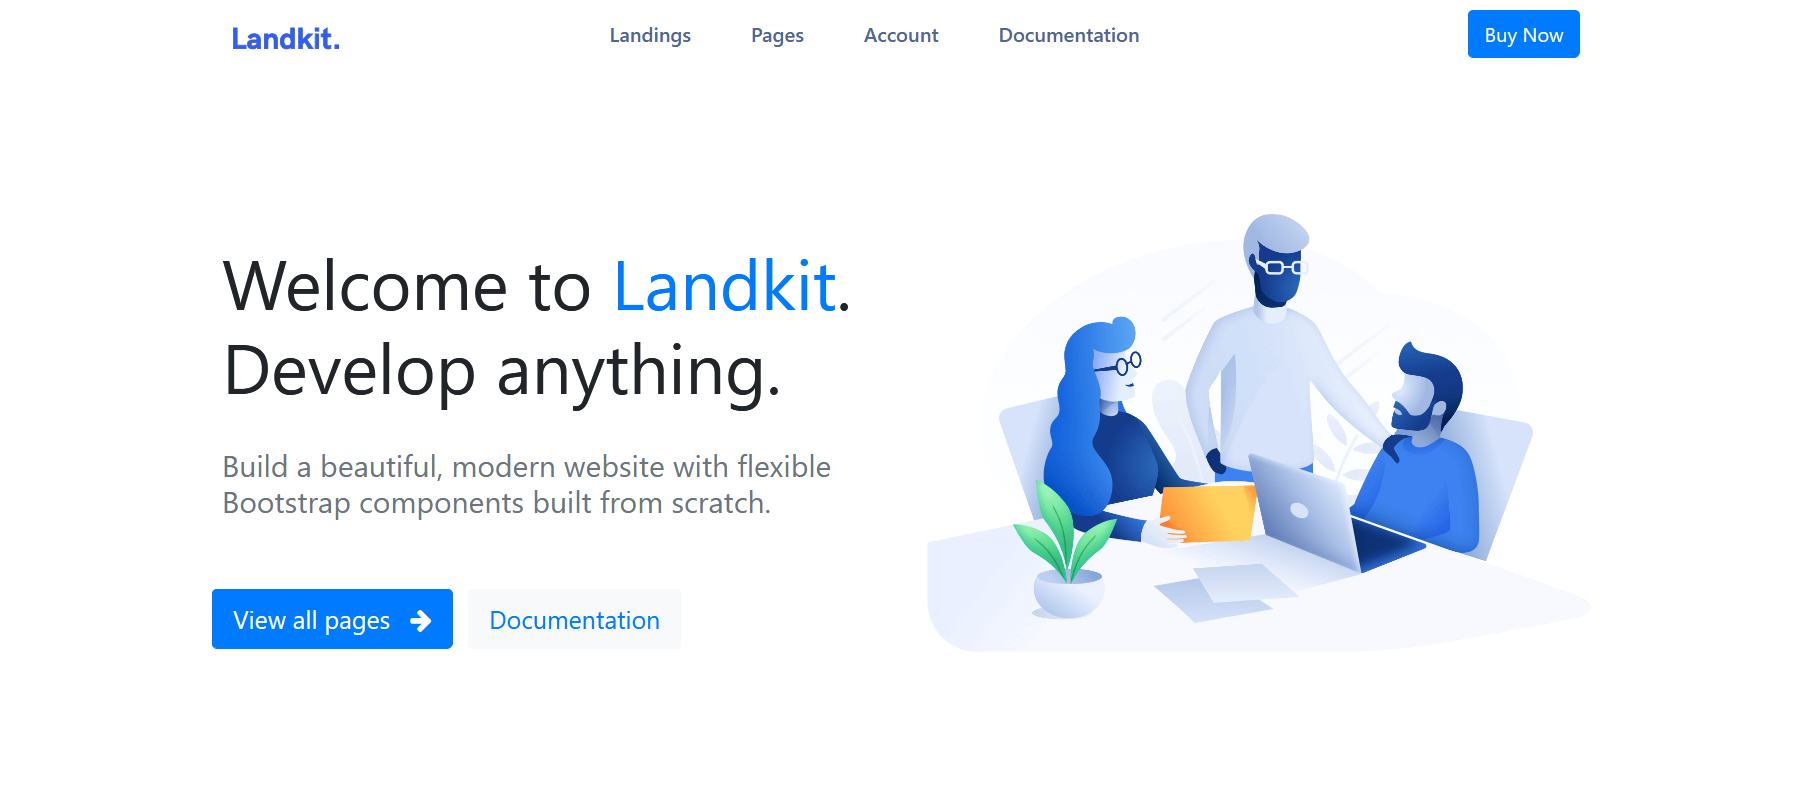 Landkit.
Landings
Pages
Account
Documentation
Buy Now
Welcome to Landkit.
Develop anything.
Build a beautiful, modern website with flexible
Bootstrap components built from scratch.
View all pages
Documentation